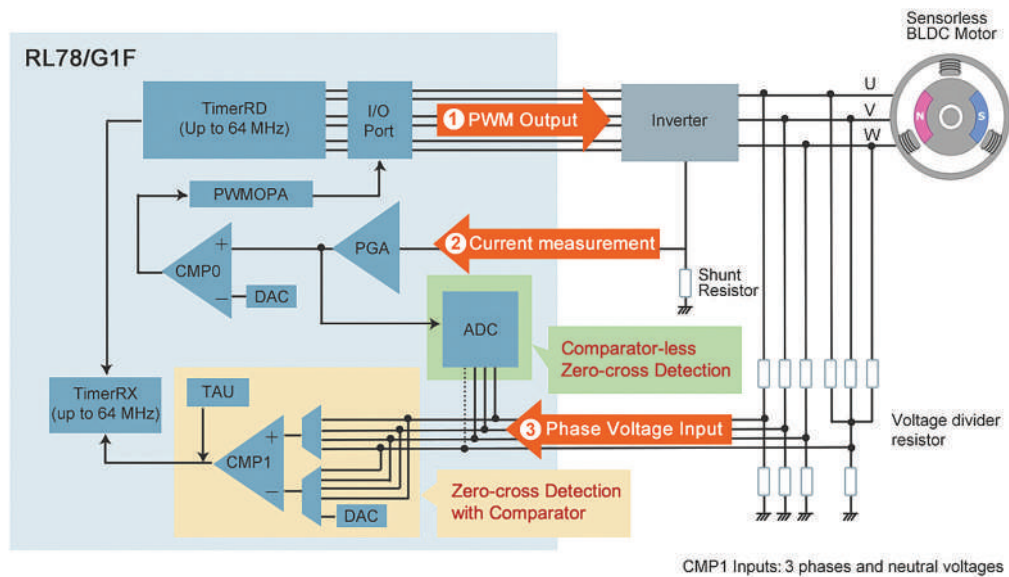 Sensorless
BLDC Motor
RL78/G1F
TimerRD
(Up to 64 MHz)
I/O
Port
1 PWM Output
Inverter
U
V
W
N
S
PWMOPA
PGA
2 Current measurement
+
CMP0
−
DAC
Shunt
Resistor
ADC
Comparator-less
Zero-cross Detection
TimerRX
(up to 64 MHz)
TAU
3 Phase Voltage Input
Voltage divider
resistor
+
CMP1
−
DAC
Zero-cross Detection
with Comparator
CMP1 Inputs: 3 phases and neutral voltages